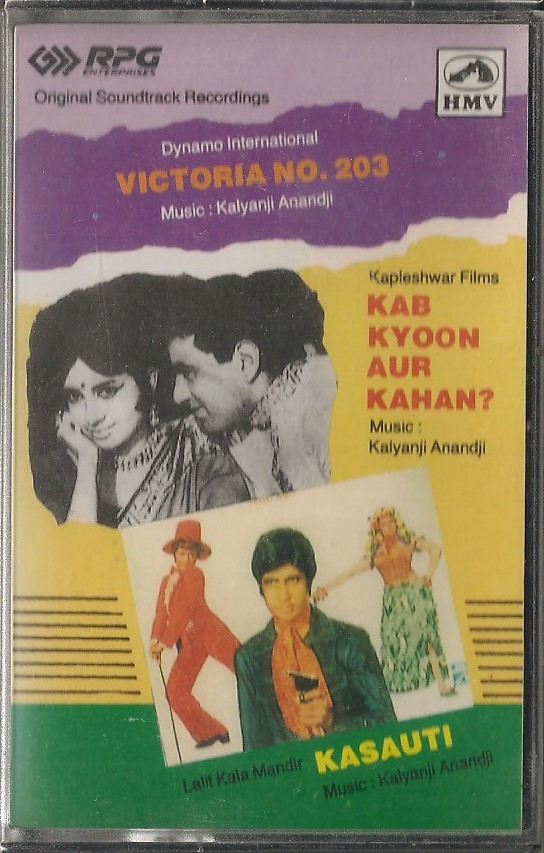 RPG
ENTERPRISES
HMV
Original Soundtrack Recordings
Dynamo International
VICTORIA NO. 203
Music : Kalyanji Anandji
Kapleshwar Films
KAB
KYOON
AUR
KAHAN?
Music :
Kalyanji Anandji
Lalit Kala Mandir
KASAUTI
Music : Kalyanji Anandji